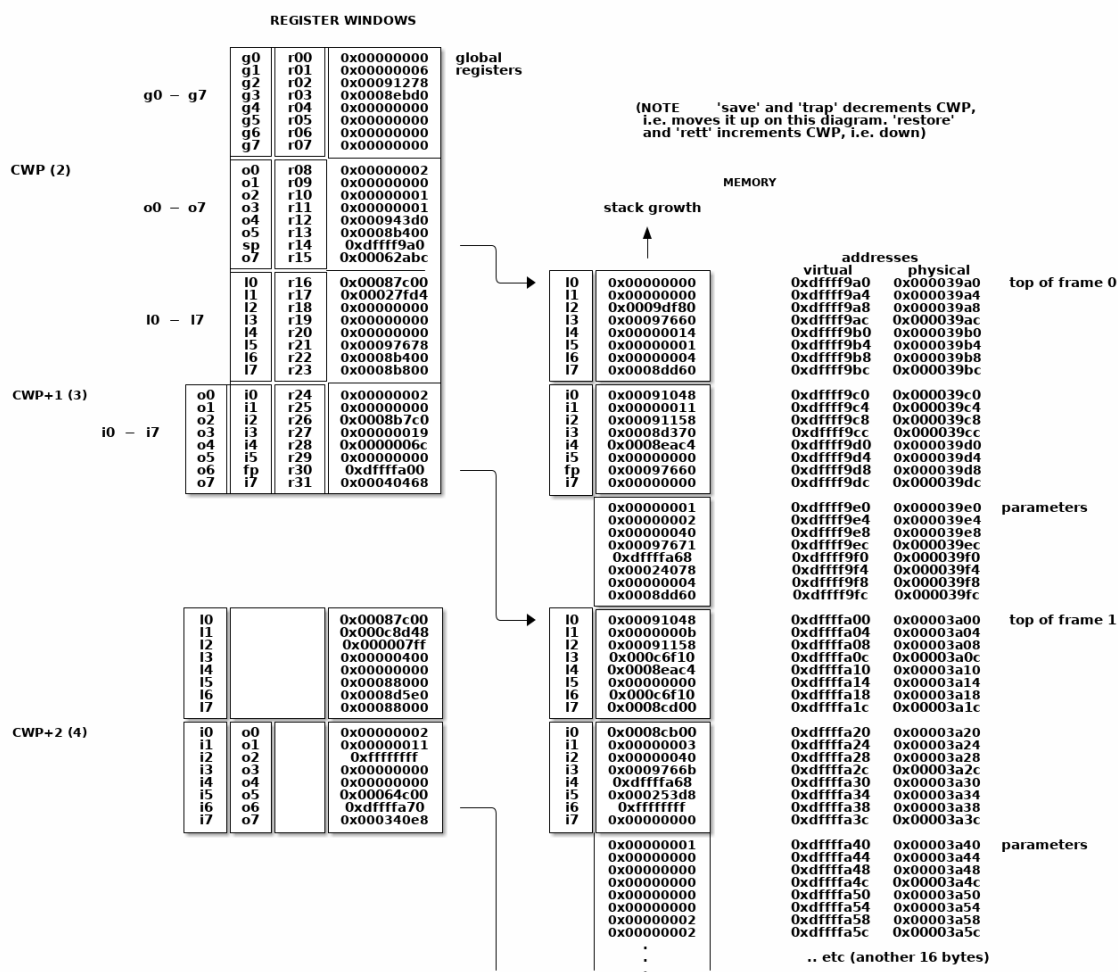 REGISTER WINDOWS
g0 r00 0x00000000 global
g1 r01 0x00000006 registers
g2 r02 0x00091278
g0 – g7 g3 r03 0x0008ebd0
g4 r04 0x00000000
g5 r05 0x00000000
g6 r06 0x00000000
g7 r07 0x00000000
(NOTE 'save' and 'trap' decrements CWP,
i.e. moves it up on this diagram. 'restore'
and 'rett' increments CWP, i.e. down)
CWP (2) o0 r08 0x00000002
o1 r09 0x00000000
o2 r10 0x00000001
o0 – o7 o3 r11 0x00000001
o4 r12 0x000943d0
o5 r13 0x0008b400
sp r14 0xdffff9a0
o7 r15 0x00062abc
MEMORY
stack growth
addresses
virtual physical
l0 r16 0x00087c00 l0 0x00000000 0xdffff9a0 0x000039a0 top of frame 0
l1 r17 0x00027fd4 l1 0x00000000 0xdffff9a4 0x000039a4
l2 r18 0x00000000 l2 0x0009df80 0xdffff9a8 0x000039a8
l0 – l7 l3 r19 0x00000000 l3 0x00097660 0xdffff9ac 0x000039ac
l4 r20 0x00000000 l4 0x00000014 0xdffff9b0 0x000039b0
l5 r21 0x00097678 l5 0x00000001 0xdffff9b4 0x000039b4
l6 r22 0x0008b400 l6 0x00000004 0xdffff9b8 0x000039b8
l7 r23 0x0008b800 l7 0x0008dd60 0xdffff9bc 0x000039bc
CWP+1 (3) o0 i0 r24 0x00000002 i0 0x00091048 0xdffff9c0 0x000039c0
o1 i1 r25 0x00000000 i1 0x00000011 0xdffff9c4 0x000039c4
o2 i2 r26 0x0008b7c0 i2 0x00091158 0xdffff9c8 0x000039c8
i0 – i7 o3 i3 r27 0x00000019 i3 0x0008d370 0xdffff9cc 0x000039cc
o4 i4 r28 0x0000006c i4 0x0008eac4 0xdffff9d0 0x000039d0
o5 i5 r29 0x00000000 i5 0x00000000 0xdffff9d4 0x000039d4
o6 fp r30 0xdffffa00 fp 0x00097660 0xdffff9d8 0x000039d8
o7 i7 r31 0x00040468 i7 0x00000000 0xdffff9dc 0x000039dc
0x00000001 0xdffff9e0 0x000039e0 parameters
0x00000002 0xdffff9e4 0x000039e4
0x00000040 0xdffff9e8 0x000039e8
0x00097671 0xdffff9ec 0x000039ec
0xdffffa68 0xdffff9f0 0x000039f0
0x00024078 0xdffff9f4 0x000039f4
0x00000004 0xdffff9f8 0x000039f8
0x0008dd60 0xdffff9fc 0x000039fc
l0 0x00087c00 l0 0x00091048 0xdffffa00 0x00003a00 top of frame 1
l1 0x000c8d48 l1 0x0000000b 0xdffffa04 0x00003a04
l2 0x000007ff l2 0x00091158 0xdffffa08 0x00003a08
l3 0x00000400 l3 0x000c6f10 0xdffffa0c 0x00003a0c
l4 0x00000000 l4 0x0008eac4 0xdffffa10 0x00003a10
l5 0x00088000 l5 0x00000000 0xdffffa14 0x00003a14
l6 0x0008d5e0 l6 0x000c6f10 0xdffffa18 0x00003a18
l7 0x00088000 l7 0x0008cd00 0xdffffa1c 0x00003a1c
CWP+2 (4) i0 o0 0x00000002 i0 0x0008cb00 0xdffffa20 0x00003a20
i1 o1 0x00000011 i1 0x00000003 0xdffffa24 0x00003a24
i2 o2 0xffffffff i2 0x00000040 0xdffffa28 0x00003a28
i3 o3 0x00000000 i3 0x0009766b 0xdffffa2c 0x00003a2c
i4 o4 0x00000000 i4 0xdffffa68 0xdffffa30 0x00003a30
i5 o5 0x00064c00 i5 0x000253d8 0xdffffa34 0x00003a34
i6 o6 0xdffffa70 i6 0xffffffff 0xdffffa38 0x00003a38
i7 o7 0x000340e8 i7 0x00000000 0xdffffa3c 0x00003a3c
0x00000001 0xdffffa40 0x00003a40 parameters
0x00000000 0xdffffa44 0x00003a44
0x00000000 0xdffffa48 0x00003a48
0x00000000 0xdffffa4c 0x00003a4c
0x00000000 0xdffffa50 0x00003a50
0x00000000 0xdffffa54 0x00003a54
0x00000002 0xdffffa58 0x00003a58
0x00000002 0xdffffa5c 0x00003a5c
.. etc (another 16 bytes)